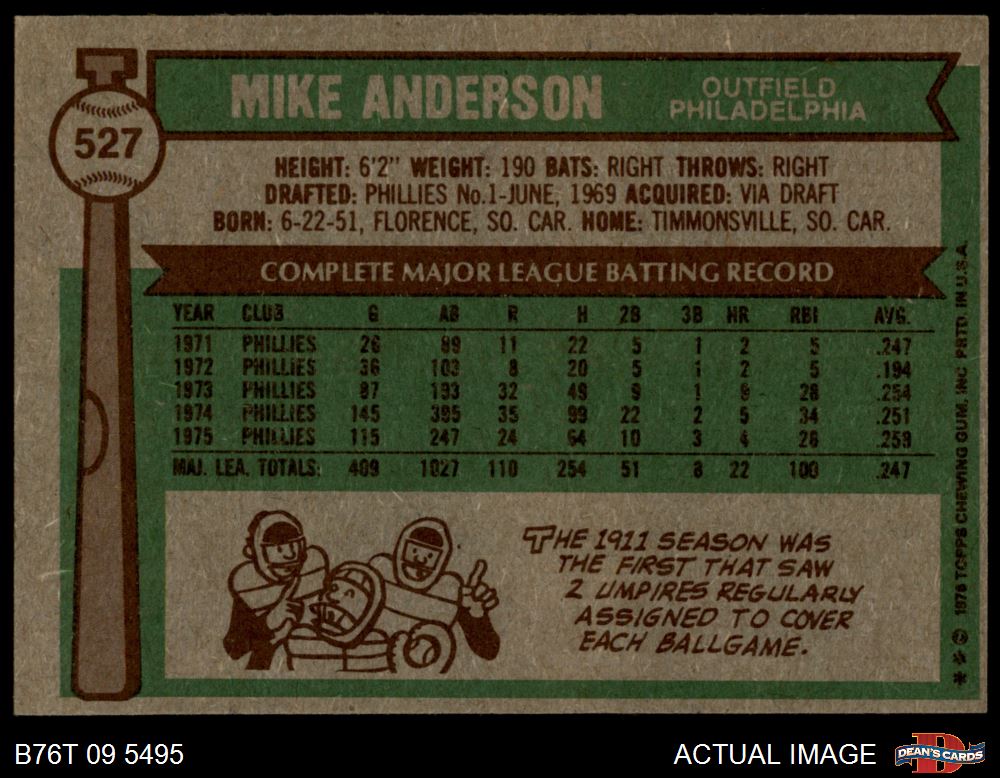 527
MIKE ANDERSON
OUTFIELD
PHILADELPHIA
HEIGHT: 6'2" WEIGHT: 190 BATS: RIGHT THROWS: RIGHT
DRAFTED: PHILLIES No.1-JUNE, 1969 ACQUIRED: VIA DRAFT
BORN: 6-22-51, FLORENCE, SO. CAR. HOME: TIMMONSVILLE, SO. CAR.
COMPLETE MAJOR LEAGUE BATTING RECORD
YEAR CLUB G AB R H 2B 3B HR RBI AVG.
1971 PHILLIES 26 89 11 22 5 1 2 5 .247
1972 PHILLIES 36 103 8 20 5 1 2 5 .194
1973 PHILLIES 87 193 32 49 9 1 9 28 .254
1974 PHILLIES 145 395 35 99 22 2 5 34 .251
1975 PHILLIES 115 247 24 64 10 3 4 28 .259
MAJ. LEA. TOTALS: 409 1027 110 254 51 8 22 100 .247
THE 1911 SEASON WAS
THE FIRST THAT SAW
2 UMPIRES REGULARLY
ASSIGNED TO COVER
EACH BALLGAME.
* * © 1976 TOPPS CHEWING GUM, INC PRTD. IN U.S.A.
B76T 09 5495
ACTUAL IMAGE
DEAN'S CARDS